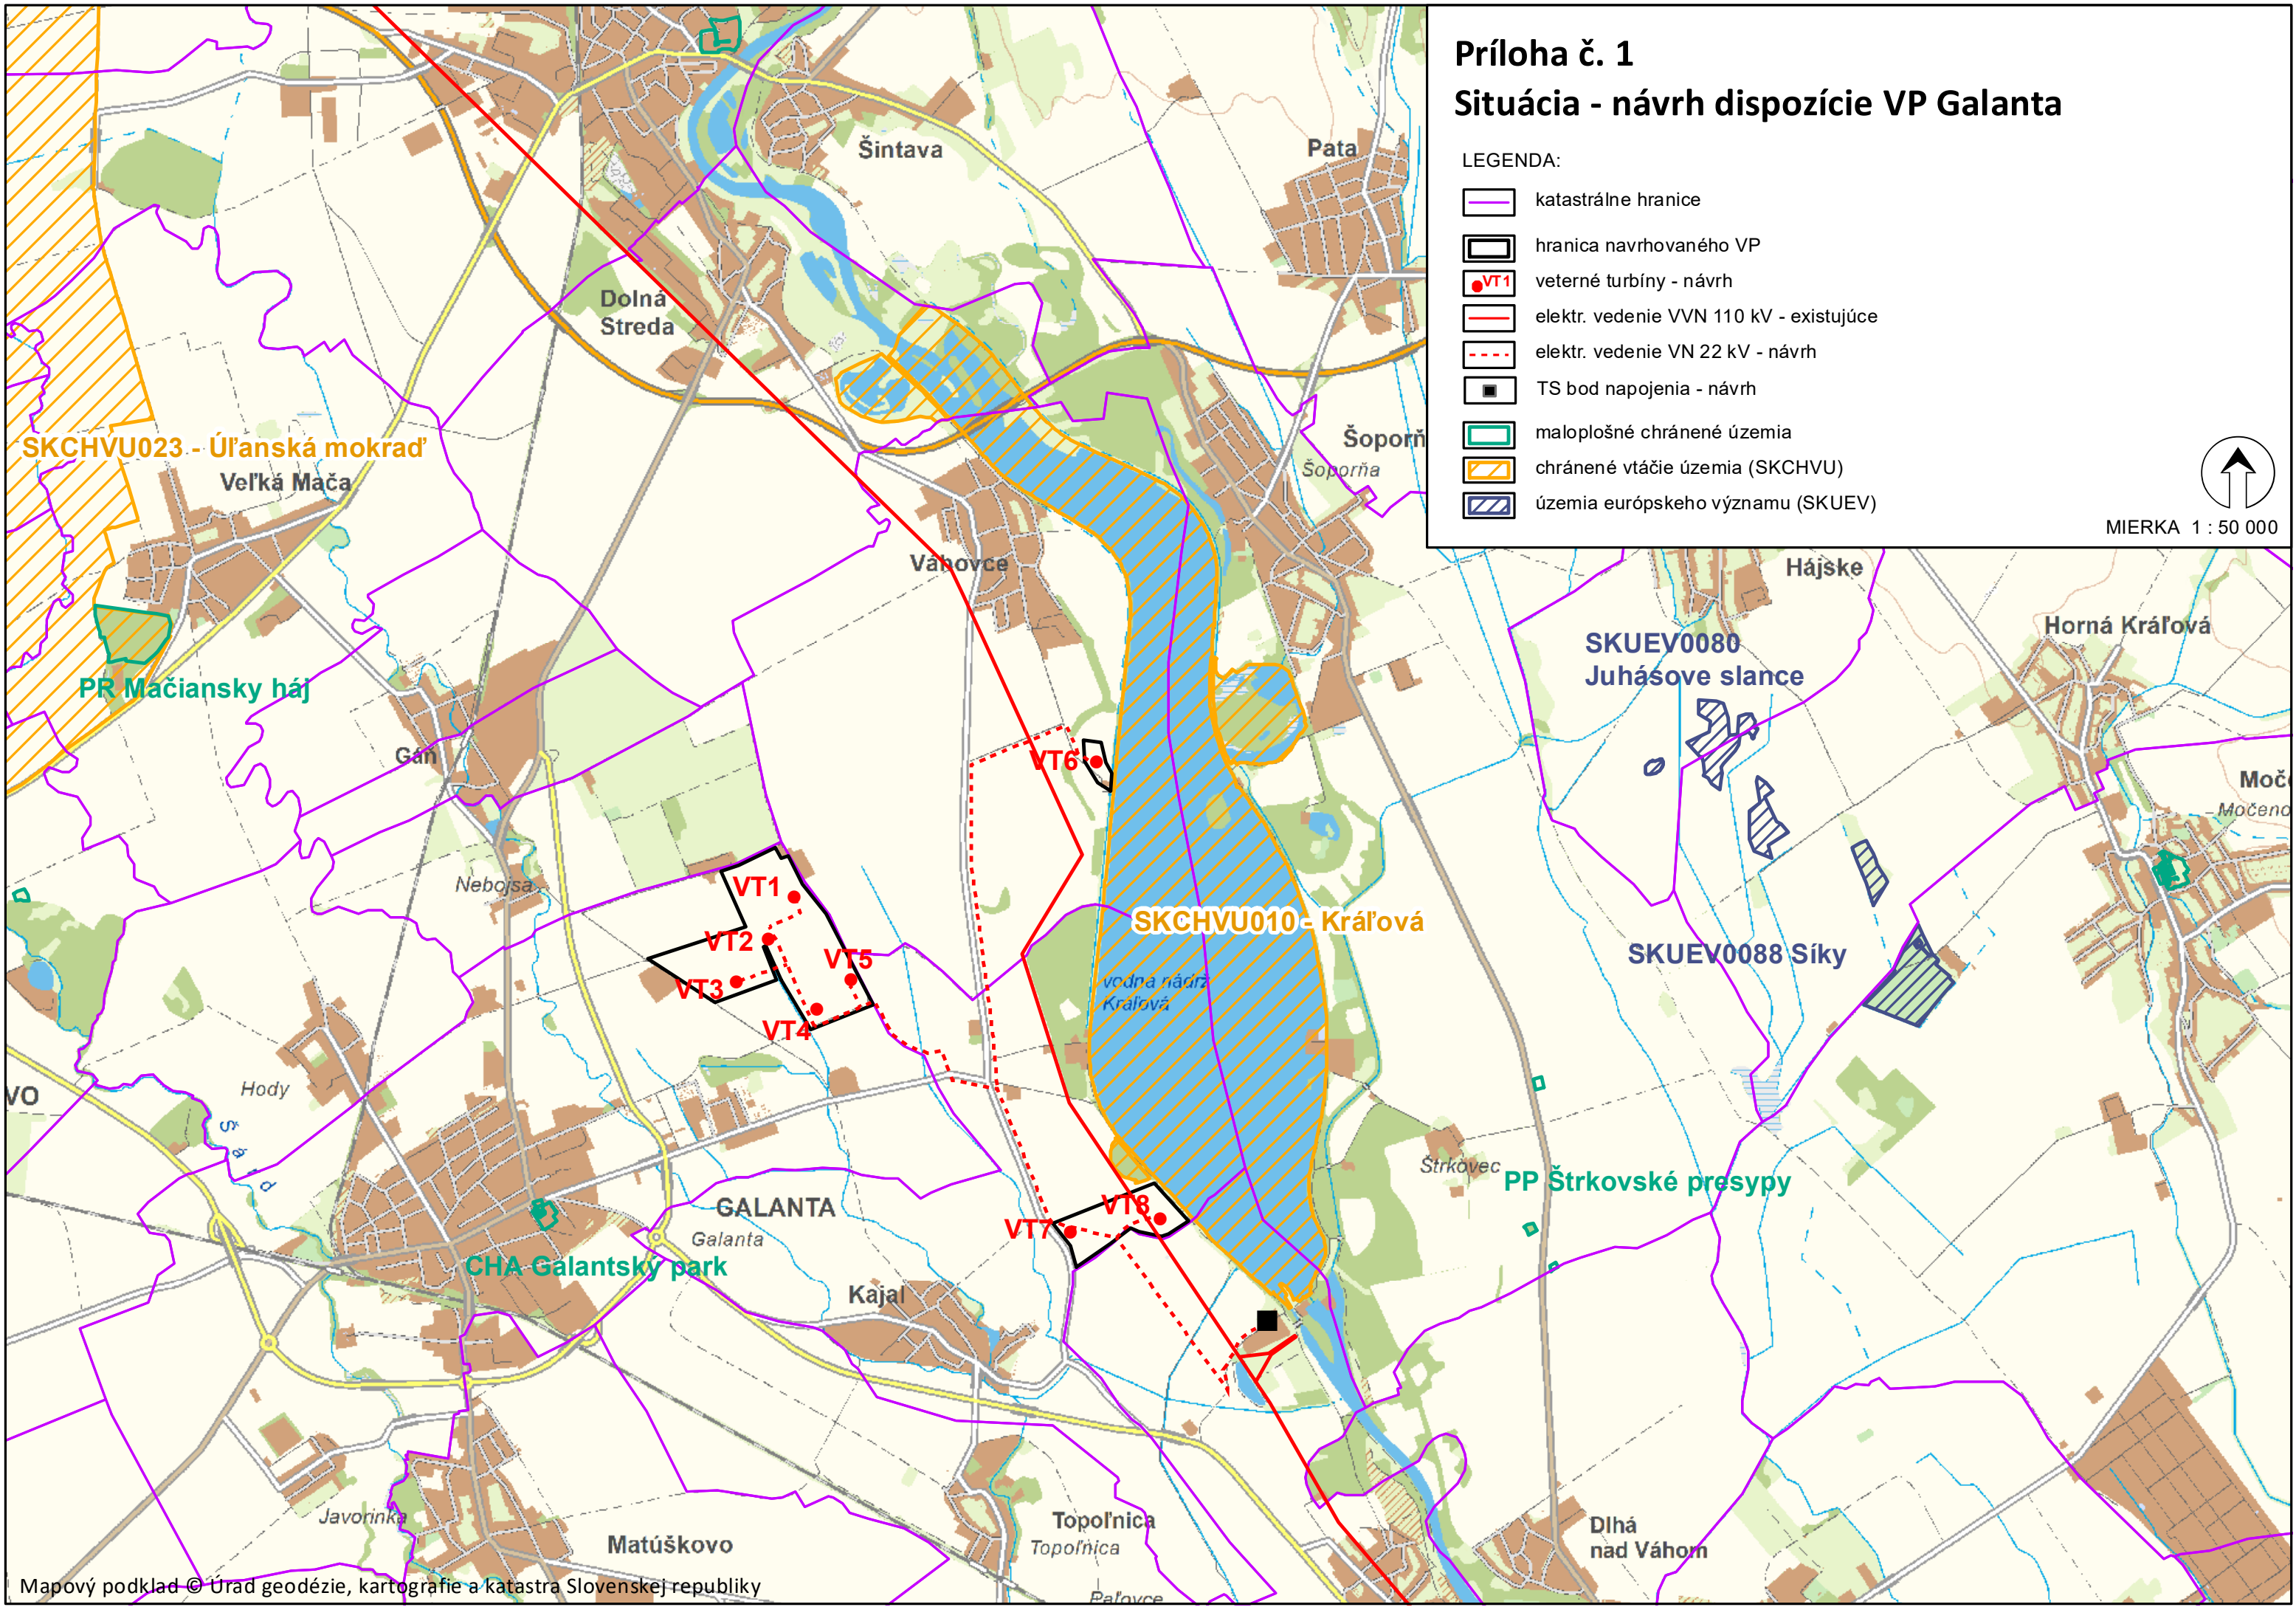 Príloha č. 1
Situácia - návrh dispozície VP Galanta
LEGENDA:
katastrálne hranice
hranica navrhovaného VP
VT1
veterné turbíny - návrh
elektr. vedenie VVN 110 kV - existujúce
elektr. vedenie VN 22 kV - návrh
TS bod napojenia - návrh
maloplošné chránené územia
chránené vtáčie územia (SKCHVU)
územia európskeho významu (SKUEV)
MIERKA 1 : 50 000
Šintava
Pata
Dolná
Streda
Šoporň
Šoporňa
SKCHVU023 - Úľanská mokraď
Veľká Mača
Váhovce
Hájske
Horná Kráľová
SKUEV0080
Juhásove slance
PR Mačiansky háj
Gáň
VT6
Moč
Močeno
Nebojsa
VT1
VT2
VT5
VT3
VT4
SKCHVU010 - Kráľová
vodná nádrž
Kráľová
SKUEV0088 Síky
VO
Hody
Šárd
Štrkovec
PP Štrkovské presypy
GALANTA
Galanta
VT7
VT8
CHA Galantský park
Kajal
Javorinka
Matúškovo
Topoľnica
Topoľnica
Dlhá
nad Váhom
Paľovce
Mapový podklad © Úrad geodézie, kartografie a katastra Slovenskej republiky